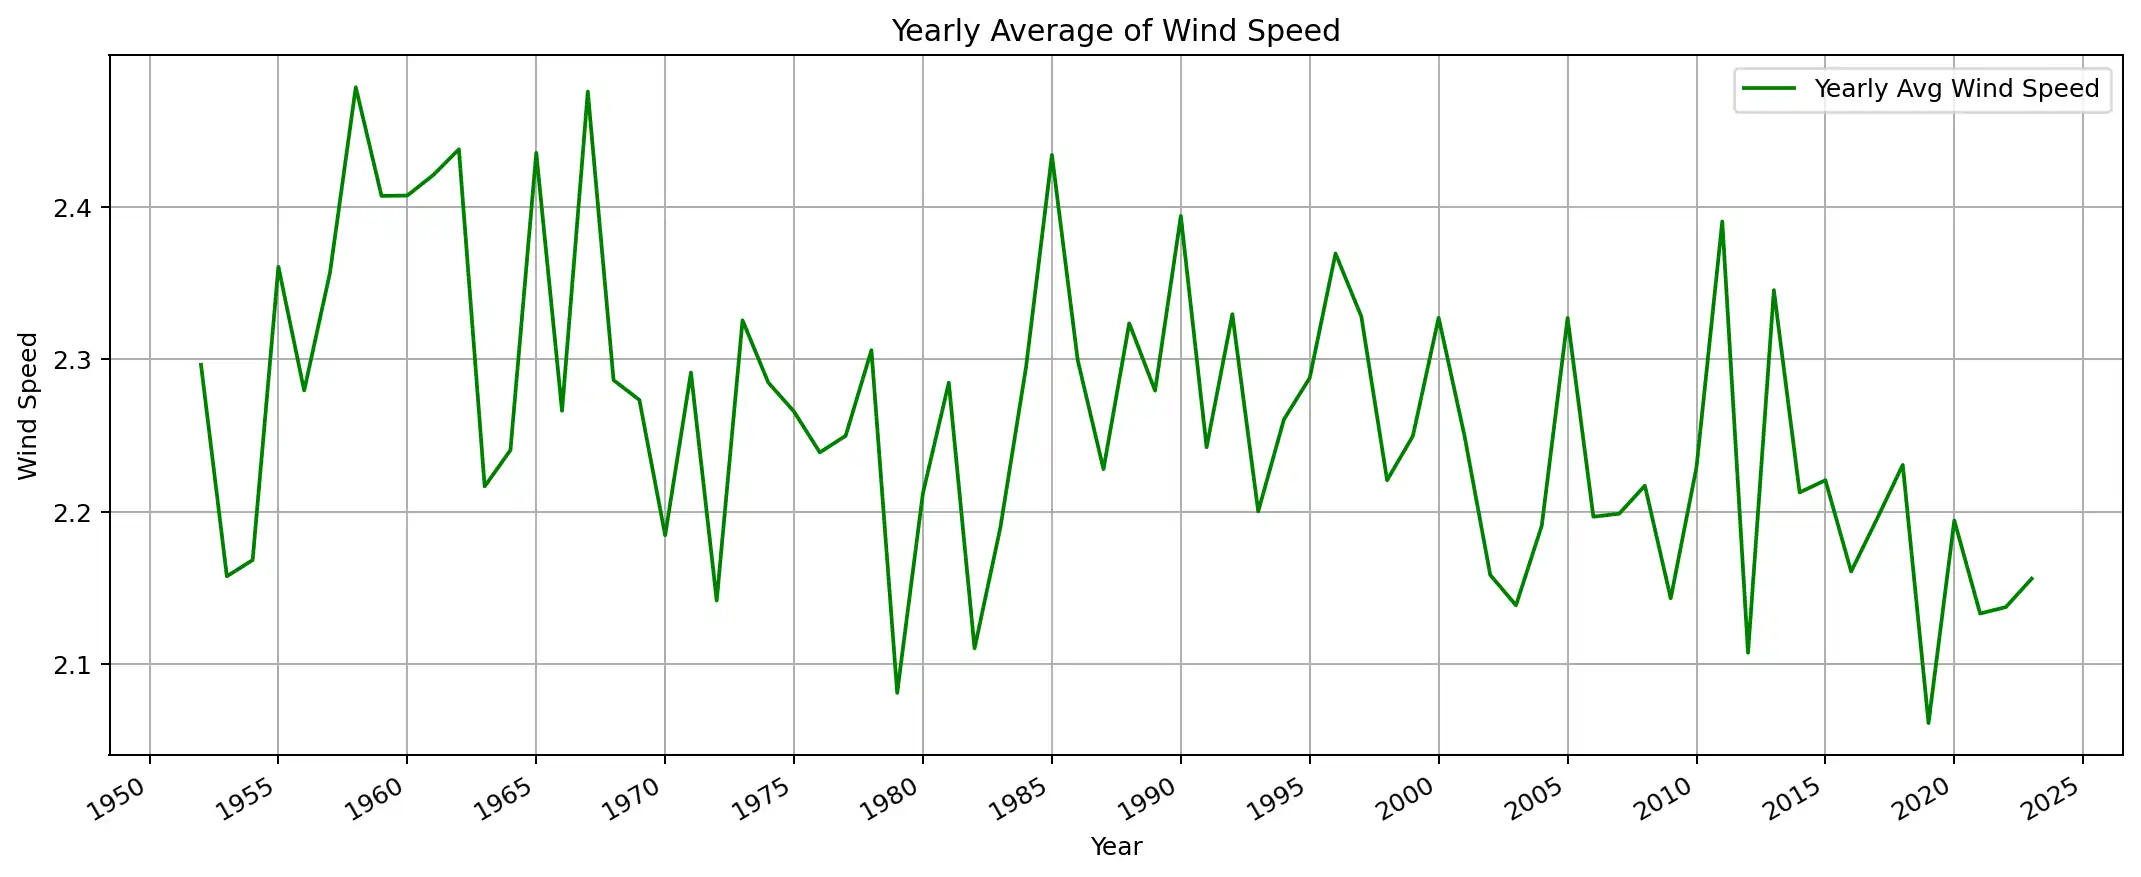 Yearly Average of Wind Speed
Yearly Avg Wind Speed
Wind Speed
2.4
2.3
2.2
2.1
1950 1955 1960 1965 1970 1975 1980 1985 1990 1995 2000 2005 2010 2015 2020 2025
Year